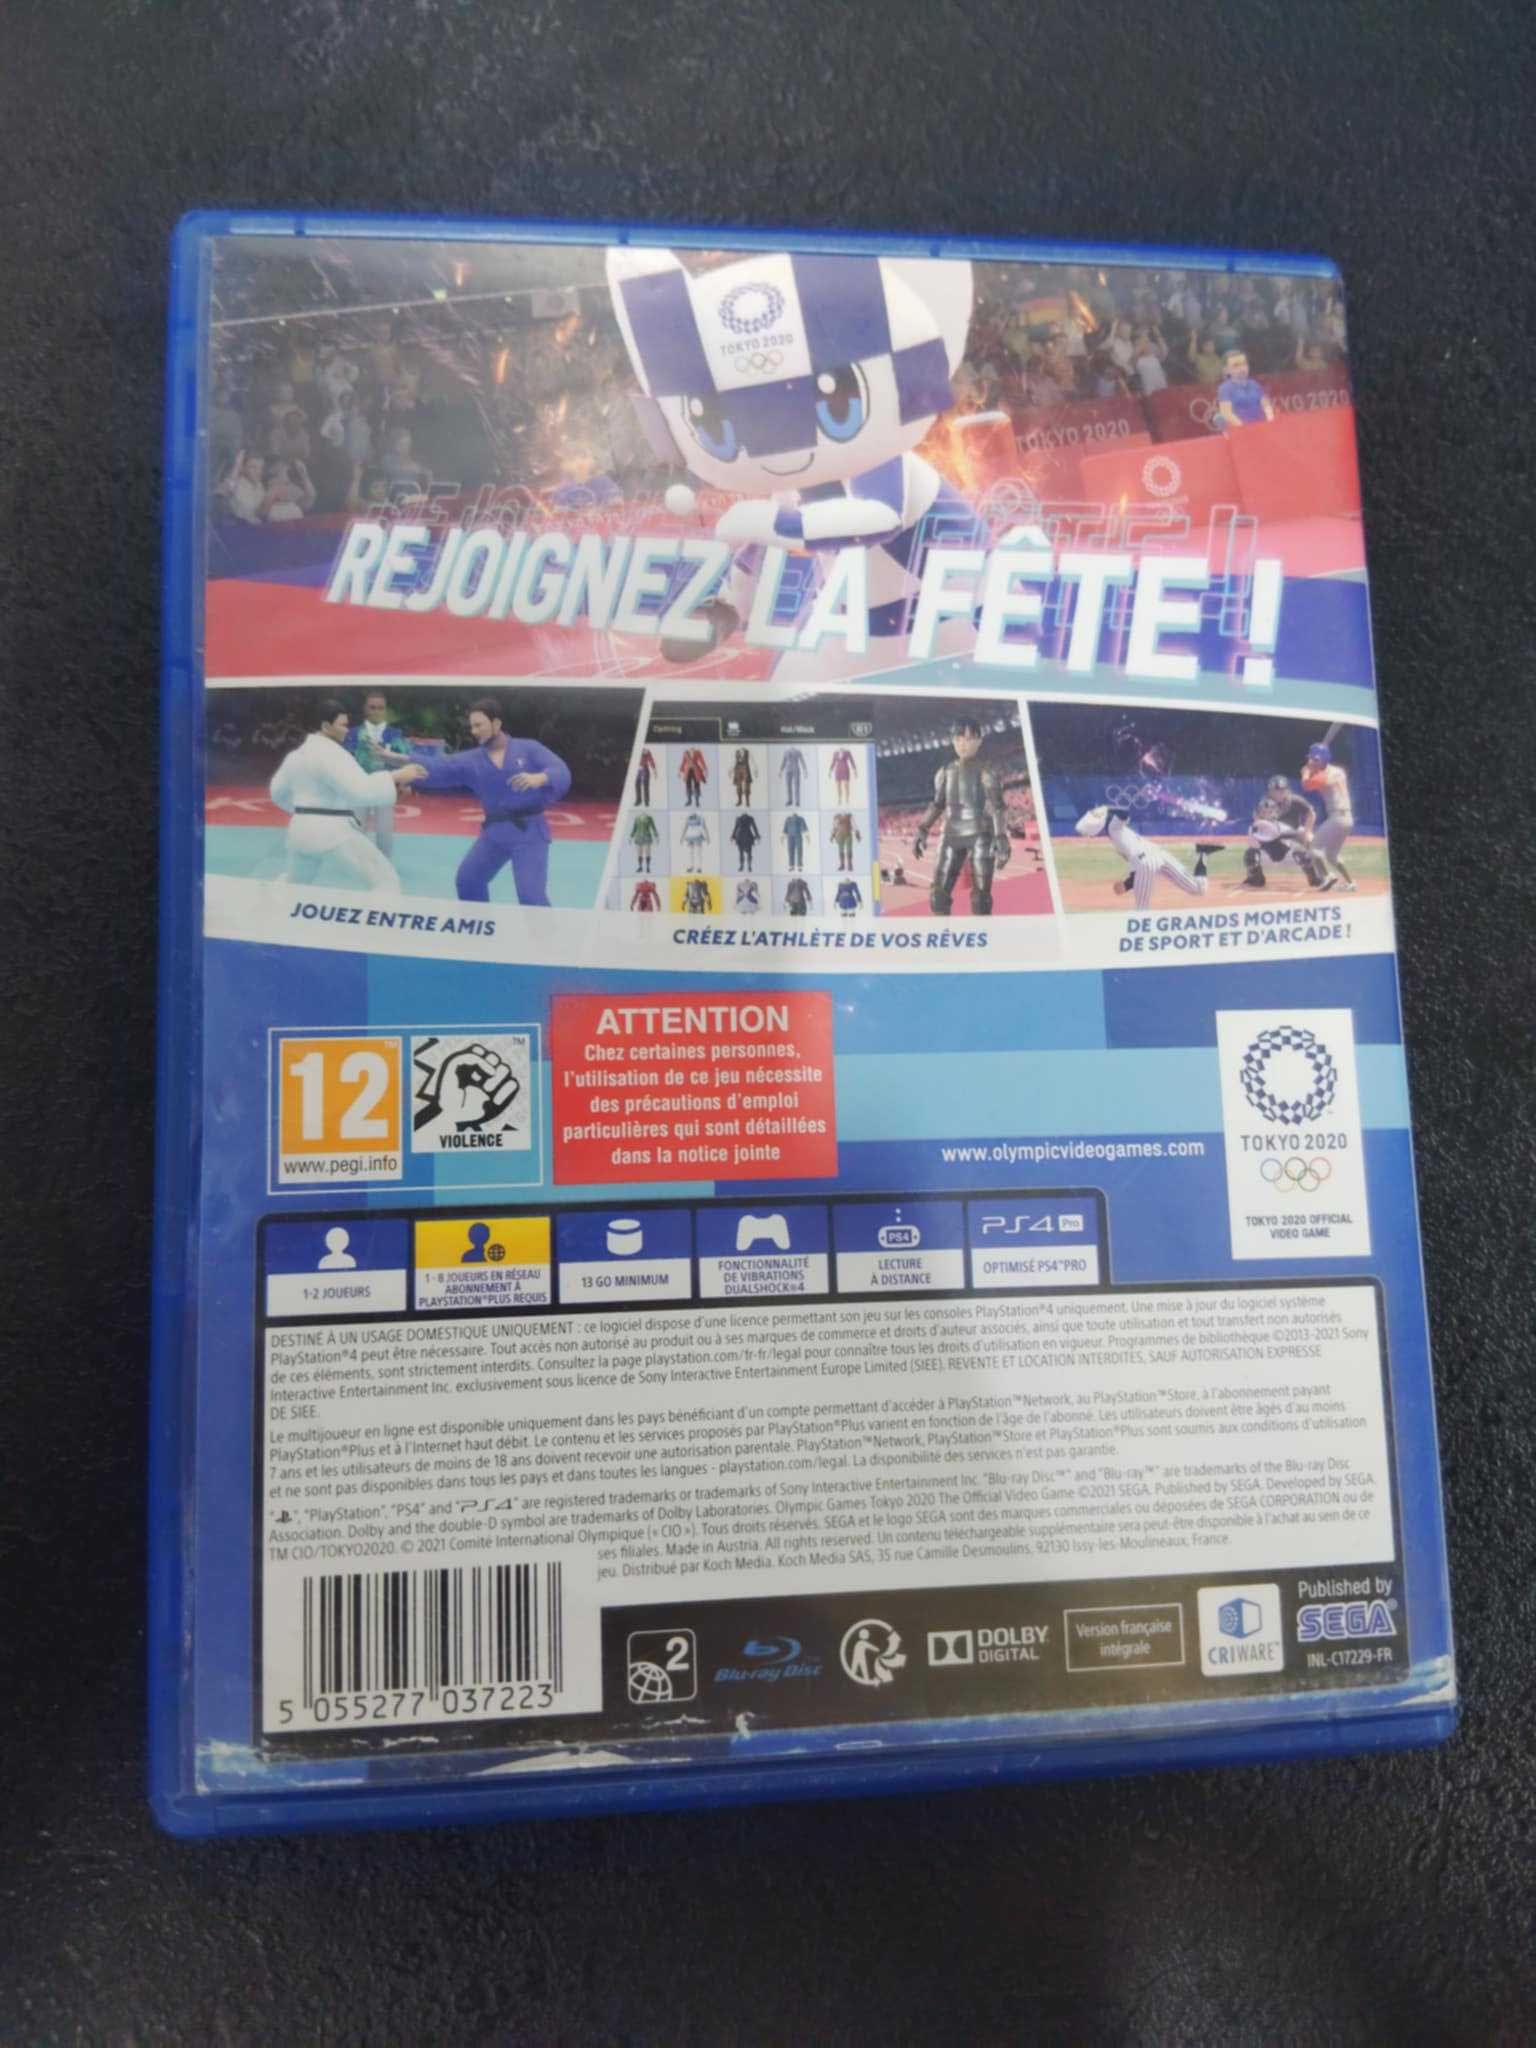 TOKYO 2020
TOKYO 2020
TOKYO 2020
REJOIGNEZ LA FÊTE !
Clothing
Hat/Mask
R1
JOUEZ ENTRE AMIS
CRÉEZ L'ATHLÈTE DE VOS RÊVES
DE GRANDS MOMENTS
DE SPORT ET D'ARCADE !
12
www.pegi.info
VIOLENCE
ATTENTION
Chez certaines personnes,
l'utilisation de ce jeu nécessite
des précautions d'emploi
particulières qui sont détaillées
dans la notice jointe
www.olympicvideogames.com
TOKYO 2020
TOKYO 2020 OFFICIAL
VIDEO GAME
1-2 JOUEURS
1 - 8 JOUEURS EN RÉSEAU
ABONNEMENT À
PLAYSTATION®PLUS REQUIS
13 GO MINIMUM
FONCTIONNALITÉ
DE VIBRATIONS
DUALSHOCK®4
PS4
LECTURE
À DISTANCE
PS4 Pro
OPTIMISÉ PS4™PRO
DESTINÉ À UN USAGE DOMESTIQUE UNIQUEMENT : ce logiciel dispose d'une licence permettant son jeu sur les consoles PlayStation®4 uniquement. Une mise à jour du logiciel système
PlayStation®4 peut être nécessaire. Tout accès non autorisé au produit ou à ses marques de commerce et droits d'auteur associés, ainsi que toute utilisation et tout transfert non autorisés
de ces éléments, sont strictement interdits. Consultez la page playstation.com/fr-fr/legal pour connaître tous les droits d'utilisation en vigueur. Programmes de bibliothèque ©2013-2021 Sony
Interactive Entertainment Inc. exclusivement sous licence de Sony Interactive Entertainment Europe Limited (SIEE). REVENTE ET LOCATION INTERDITES, SAUF AUTORISATION EXPRESSE
DE SIEE.
Le multijoueur en ligne est disponible uniquement dans les pays bénéficiant d'un compte permettant d'accéder à PlayStation™Network, au PlayStation™Store, à l'abonnement payant
PlayStation®Plus et à l'Internet haut débit. Le contenu et les services proposés par PlayStation®Plus varient en fonction de l'âge de l'abonné. Les utilisateurs doivent être âgés d'au moins
7 ans et les utilisateurs de moins de 18 ans doivent recevoir une autorisation parentale. PlayStation™Network, PlayStation™Store et PlayStation®Plus sont soumis aux conditions d'utilisation
et ne sont pas disponibles dans tous les pays et dans toutes les langues - playstation.com/legal. La disponibilité des services n'est pas garantie.
"PlayStation", "PS4" and "PS4" are registered trademarks or trademarks of Sony Interactive Entertainment Inc. "Blu-ray Disc™" and "Blu-ray™" are trademarks of the Blu-ray Disc
Association. Dolby and the double-D symbol are trademarks of Dolby Laboratories. Olympic Games Tokyo 2020 The Official Video Game ©2021 SEGA. Published by SEGA. Developed by SEGA.
TM CIO/TOKYO2020. © 2021 Comité International Olympique (« CIO »). Tous droits réservés. SEGA et le logo SEGA sont des marques commerciales ou déposées de SEGA CORPORATION ou de
ses filiales. Made in Austria. All rights reserved. Un contenu téléchargeable supplémentaire sera peut-être disponible à l'achat au sein de ce
jeu. Distribué par Koch Media. Koch Media SAS, 35 rue Camille Desmoulins, 92130 Issy-les-Moulineaux, France.
5 055277 037223
2
Blu-ray Disc
DOLBY
DIGITAL
Version française
intégrale
CRIWARE™
Published by
SEGA®
INL-C17229-FR